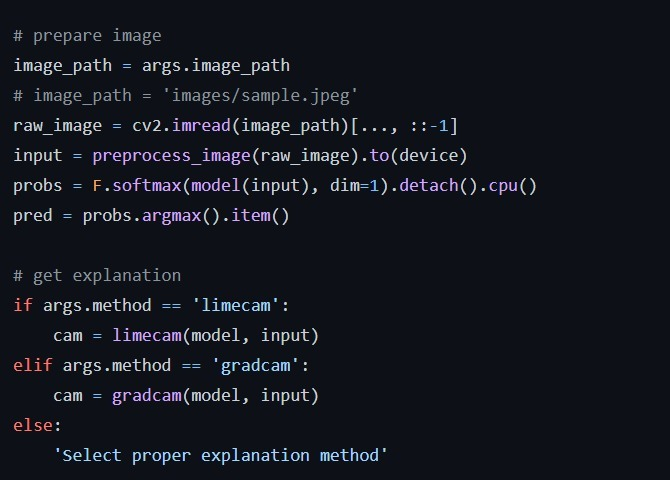 # prepare image
image_path = args.image_path
# image_path = 'images/sample.jpeg'
raw_image = cv2.imread(image_path)[..., ::-1]
input = preprocess_image(raw_image).to(device)
probs = F.softmax(model(input), dim=1).detach().cpu()
pred = probs.argmax().item()

# get explanation
if args.method == 'limecam':
    cam = limecam(model, input)
elif args.method == 'gradcam':
    cam = gradcam(model, input)
else:
    'Select proper explanation method'